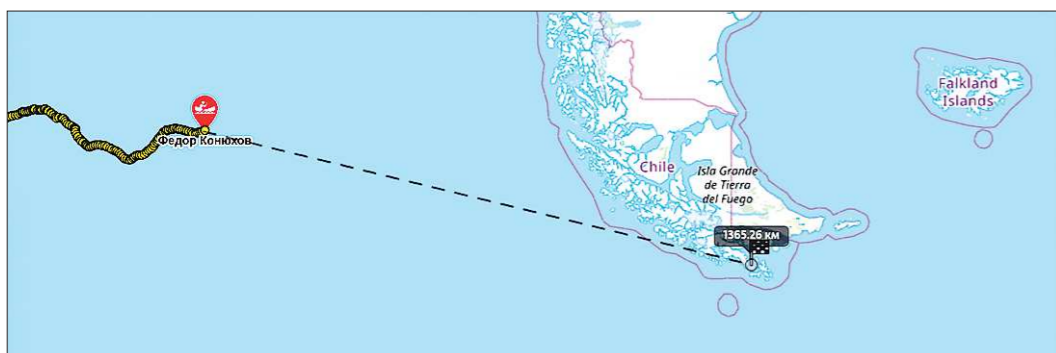 Falkland
Islands
Федор Конюхов
Chile
Isla Grande
de Tierra
del Fuego
1365.26 км